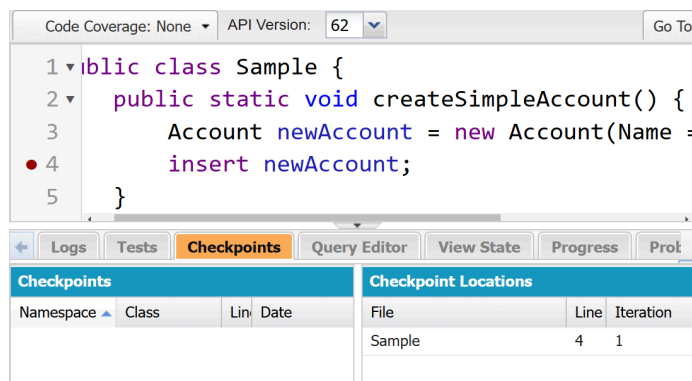 Code Coverage: None API Version: 62 Go To
1 ublic class Sample {
2 public static void createSimpleAccount() {
3 Account newAccount = new Account(Name =
4 insert newAccount;
5 }
Logs Tests Checkpoints Query Editor View State Progress Prob
Checkpoints Checkpoint Locations
Namespace Class Line Date File Line Iteration
Sample 4 1